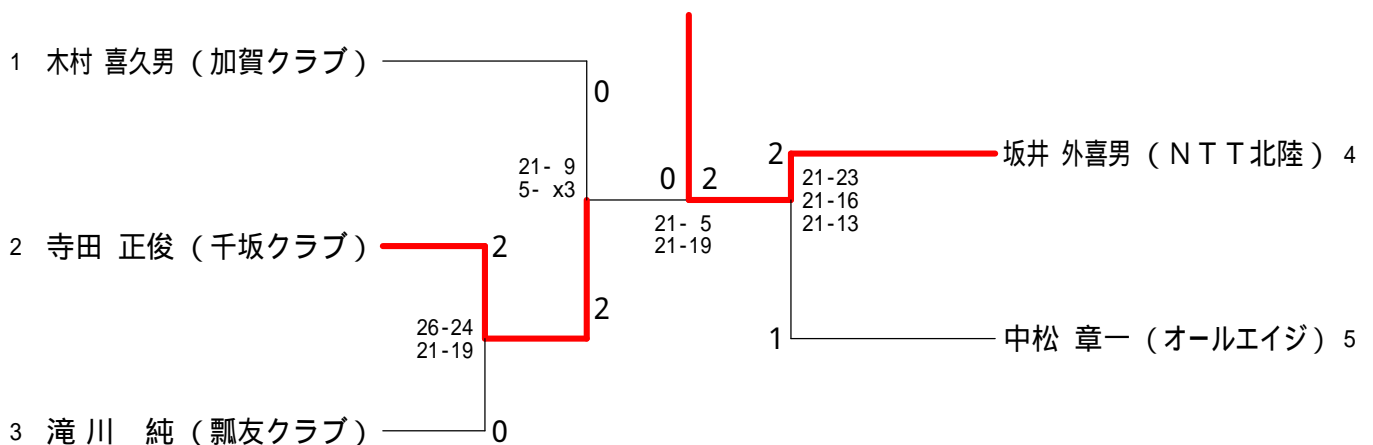 1 木村 喜久男 （加賀クラブ）
0
21- 9
5- x3
2 寺田 正俊 （千坂クラブ）
2
26-24
21-19
2
3 滝川　純 （瓢友クラブ）
0
0 2
21- 5
21-19
2
坂井 外喜男 （ＮＴＴ北陸） 4
21-23
21-16
21-13
1
中松 章一 （オールエイジ） 5